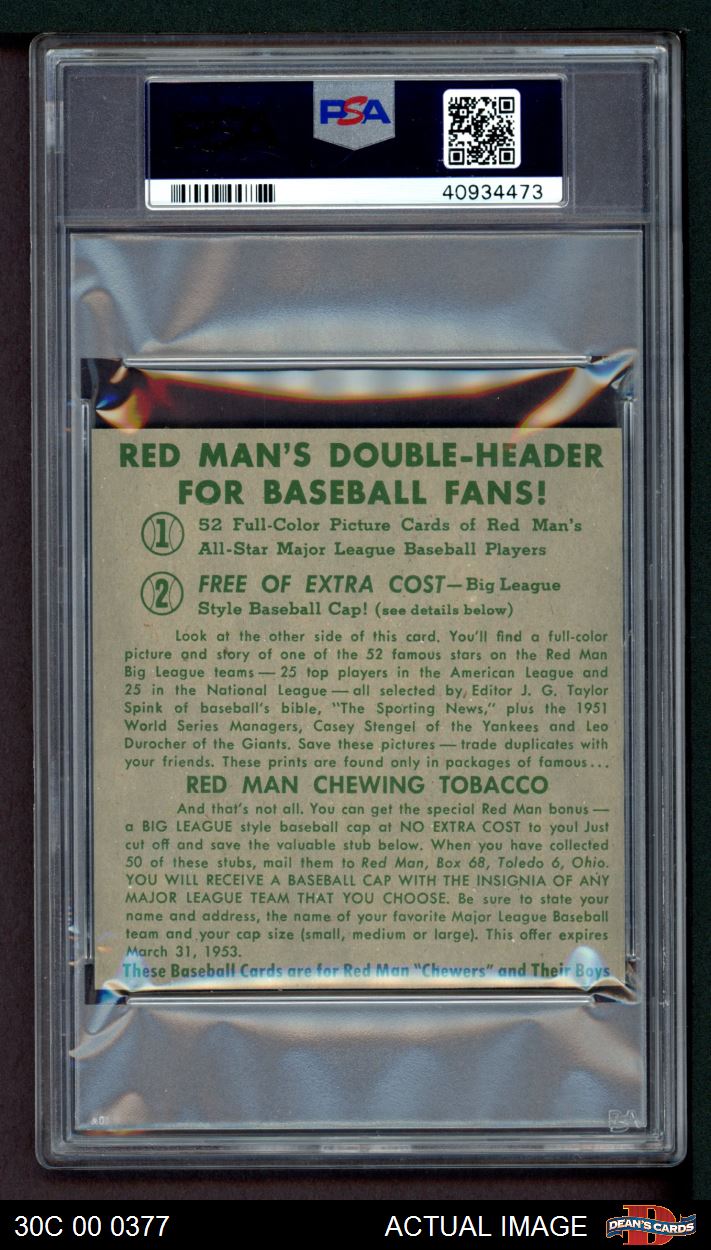 PSA
40934473
RED MAN'S DOUBLE-HEADER
FOR BASEBALL FANS!
1 52 Full-Color Picture Cards of Red Man's
All-Star Major League Baseball Players
2 FREE OF EXTRA COST—Big League
Style Baseball Cap! (see details below)
Look at the other side of this card. You'll find a full-color
picture and story of one of the 52 famous stars on the Red Man
Big League teams — 25 top players in the American League and
25 in the National League — all selected by Editor J. G. Taylor
Spink of baseball's bible, "The Sporting News," plus the 1951
World Series Managers, Casey Stengel of the Yankees and Leo
Durocher of the Giants. Save these pictures — trade duplicates with
your friends. These prints are found only in packages of famous...
RED MAN CHEWING TOBACCO
And that's not all. You can get the special Red Man bonus —
a BIG LEAGUE style baseball cap at NO EXTRA COST to you! Just
cut off and save the valuable stub below. When you have collected
50 of these stubs, mail them to Red Man, Box 68, Toledo 6, Ohio.
YOU WILL RECEIVE A BASEBALL CAP WITH THE INSIGNIA OF ANY
MAJOR LEAGUE TEAM THAT YOU CHOOSE. Be sure to state your
name and address, the name of your favorite Major League Baseball
team and your cap size (small, medium or large). This offer expires
March 31, 1953.
These Baseball Cards are for Red Man "Chewers" and Their Boys
30C 00 0377
ACTUAL IMAGE
DEAN'S CARDS